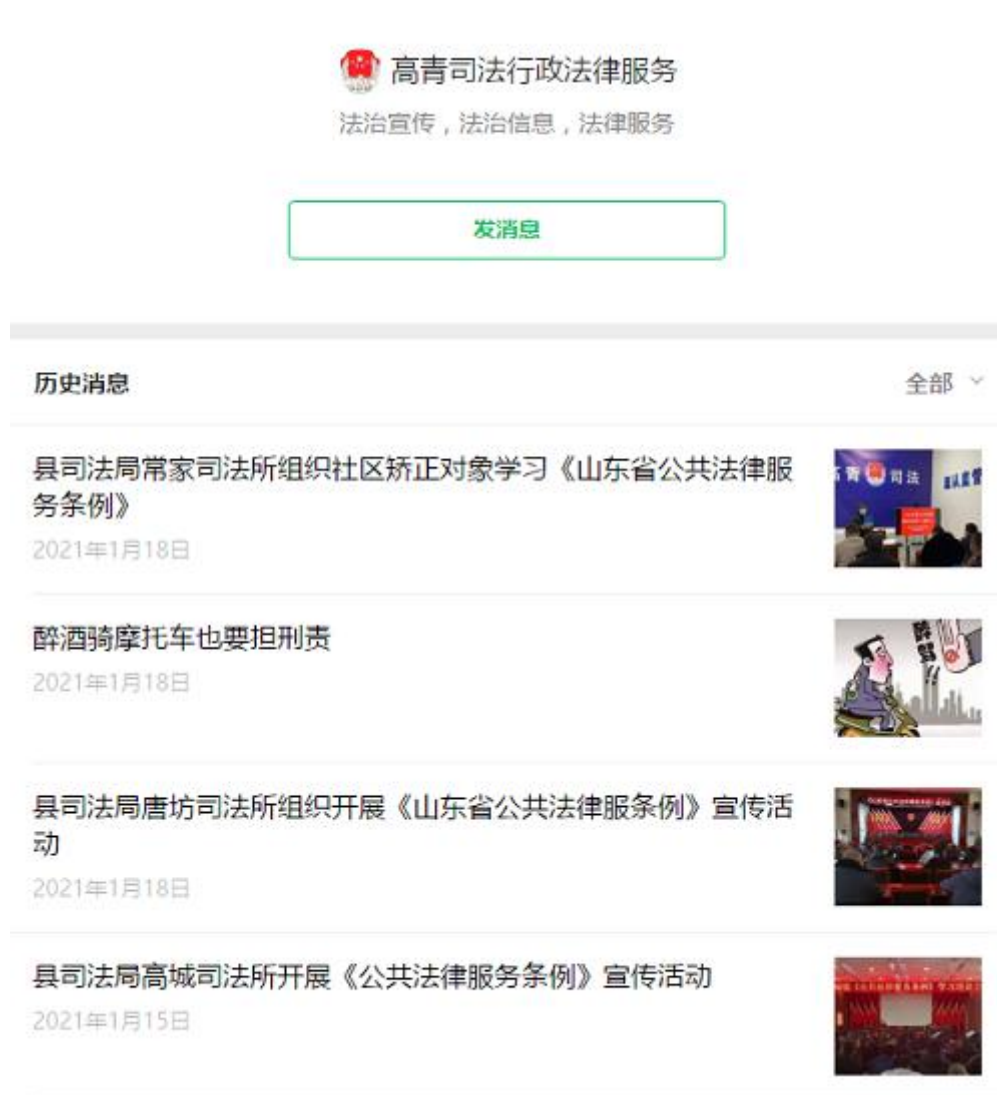 高青司法行政法律服务
法治宣传，法治信息，法律服务
发消息
历史消息
全部
县司法局常家司法所组织社区矫正对象学习《山东省公共法律服
务条例》
2021年1月18日
高青 司法
醉酒骑摩托车也要担刑责
2021年1月18日
醉驾!!
县司法局唐坊司法所组织开展《山东省公共法律服条例》宣传活
动
2021年1月18日
县司法局高城司法所开展《公共法律服务条例》宣传活动
2021年1月15日